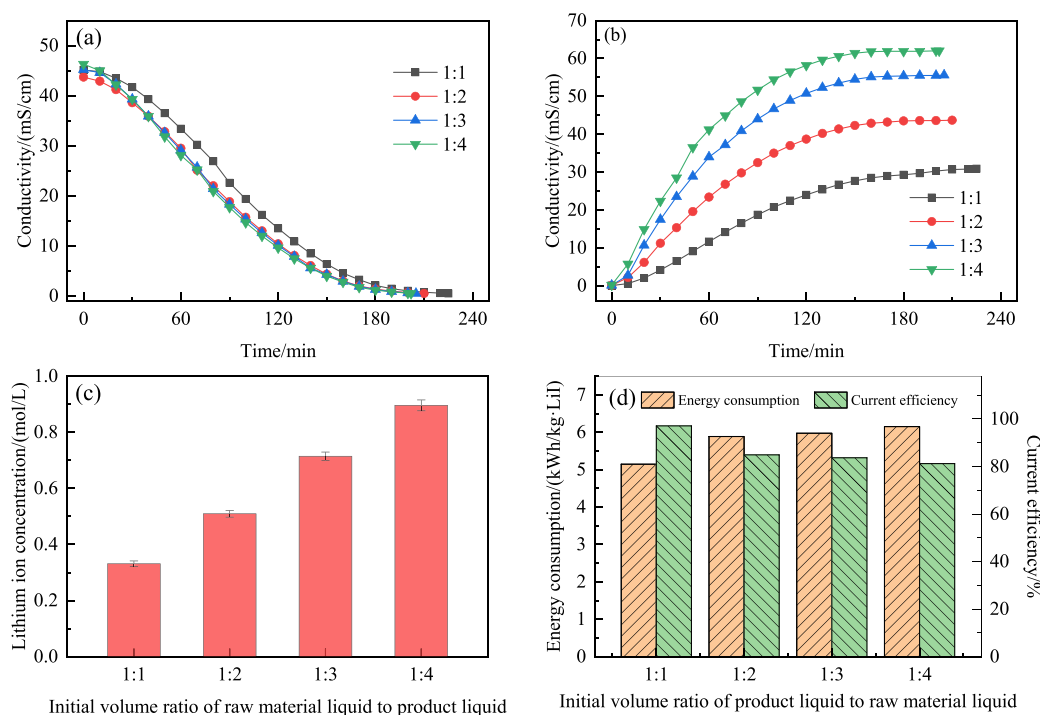 (a)
50
40
30
20
10
0
Conductivity/(mS/cm)
1:1
1:2
1:3
1:4
0 60 120 180 240
Time/min
(b)
70
60
50
40
30
20
10
0
Conductivity/(mS/cm)
1:1
1:2
1:3
1:4
0 60 120 180 240
Time/min
(c)
1.0
0.8
0.6
0.4
0.2
0.0
Lithium ion concentration/(mol/L)
1:1 1:2 1:3 1:4
Initial volume ratio of raw material liquid to product liquid
(d)
Energy consumption Current efficiency
7
6
5
4
3
2
1
0
Energy consumption/(kWh/kg·LiI)
100
80
60
40
20
0
Current
efficiency/%
1:1 1:2 1:3 1:4
Initial volume ratio of product liquid to raw material liquid